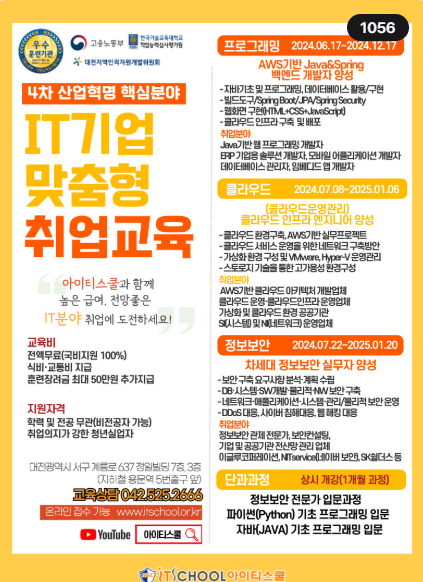 1056
우수
훈련기관
고용노동부
한국기술교육대학교
직업능력심사평가원
대전지역인적자원개발위원회
4차 산업혁명 핵심분야
IT기업
맞춤형
취업교육
아이티스쿨과 함께
높은 급여, 전망좋은
IT분야 취업에 도전하세요!
교육비
전액무료(국비지원 100%)
식비·교통비 지급
훈련장려금 최대 50만원 추가지급
지원자격
학력 및 전공 무관(비전공자 가능)
취업의지가 강한 청년실업자
대전광역시 서구 계룡로 637 경일빌딩 7층, 3층
(지하철 용문역 5번출구 앞)
교육상담 042.525.2666
온라인 접수 가능 www.itschool.or.kr
YouTube 아이티스쿨
프로그래밍 2024.06.17~2024.12.17
AWS기반 Java&Spring
백엔드 개발자 양성
- 자바기초 및 프로그래밍, 데이터베이스 활용/구현
- 빌드도구/Spring Boot/JPA/Spring Security
- 웹화면 구현(HTML+CSS+JavaScript)
- 클라우드 인프라 구축 및 배포
취업분야
Java기반 웹 프로그래밍 개발자
ERP 기업용 솔루션 개발자, 모바일 어플리케이션 개발자
데이터베이스 관리자, 임베디드 앱 개발자
클라우드 2024.07.08~2025.01.06
(클라우드운영관리)
클라우드 인프라 엔지니어 양성
- 클라우드 환경구축, AWS기반 실무프로젝트
- 클라우드 서비스 운영을 위한 네트워크 구축방안
- 가상화 환경 구성 및 VMware, Hyper-V 운영관리
- 스토로지 기술을 통한 고가용성 환경구성
취업분야
AWS기반 클라우드 아키텍처 개발업체
클라우드 운영·클라우드인프라 운영업체
가상화 및 클라우드 환경 공공기관
SI(시스템) 및 NI(네트워크) 운영업체
정보보안 2024.07.22~2025.01.20
차세대 정보보안 실무자 양성
- 보안 구축 요구사항 분석·계획 수립
- DB·시스템·SW개발·물리적·NW 보안 구축
- 네트워크·애플리케이션·시스템·관리/물리적 보안 운영
- DDoS 대응, 사이버 침해대응, 웹 해킹 대응
취업분야
정보보안 관제 전문가, 보안컨설팅,
기업 및 공공기관 전산망 관리 업체
이글루코퍼레이션, NITservice(네이버 보안), SK쉴더스 등
단과과정 상시 개강(1개월 과정)
정보보안 전문가 입문과정
파이썬(Python) 기초 프로그래밍 입문
자바(JAVA) 기초 프로그래밍 입문
ITSCHOOL아이티스쿨